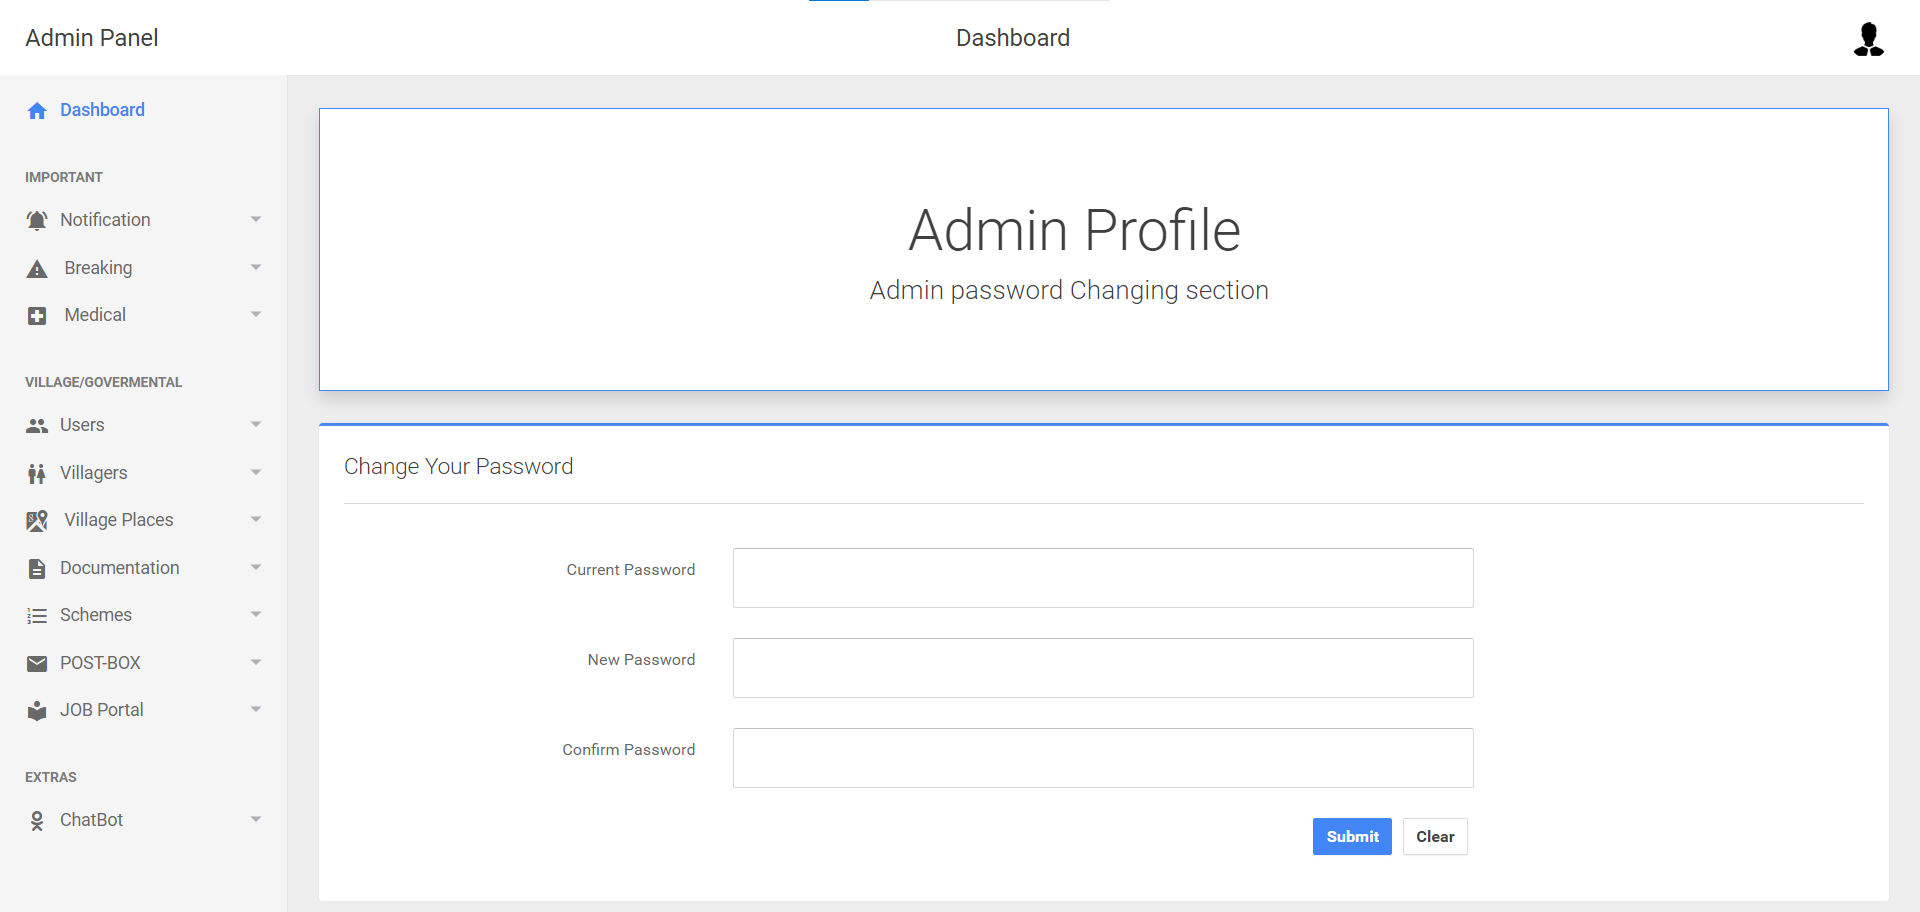 Admin Panel
Dashboard
Dashboard
IMPORTANT
Notification
Breaking
Medical
VILLAGE/GOVERMENTAL
Users
Villagers
Village Places
Documentation
Schemes
POST-BOX
JOB Portal
EXTRAS
ChatBot
Admin Profile
Admin password Changing section
Change Your Password
Current Password
New Password
Confirm Password
Submit Clear